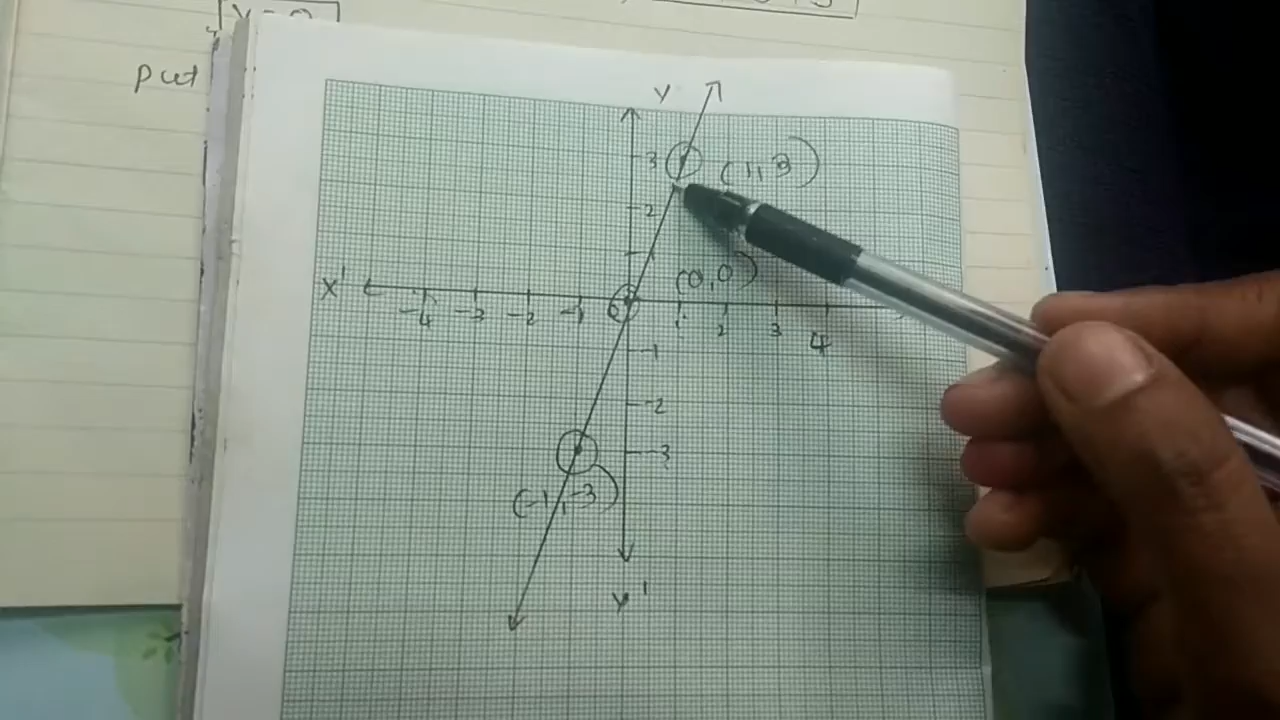 put
Y
3 (1,3)
2
1
(0,0)
X' -4 -3 -2 -1 1 2 3 4
-1
-2
-3
(-1,-3)
Y'